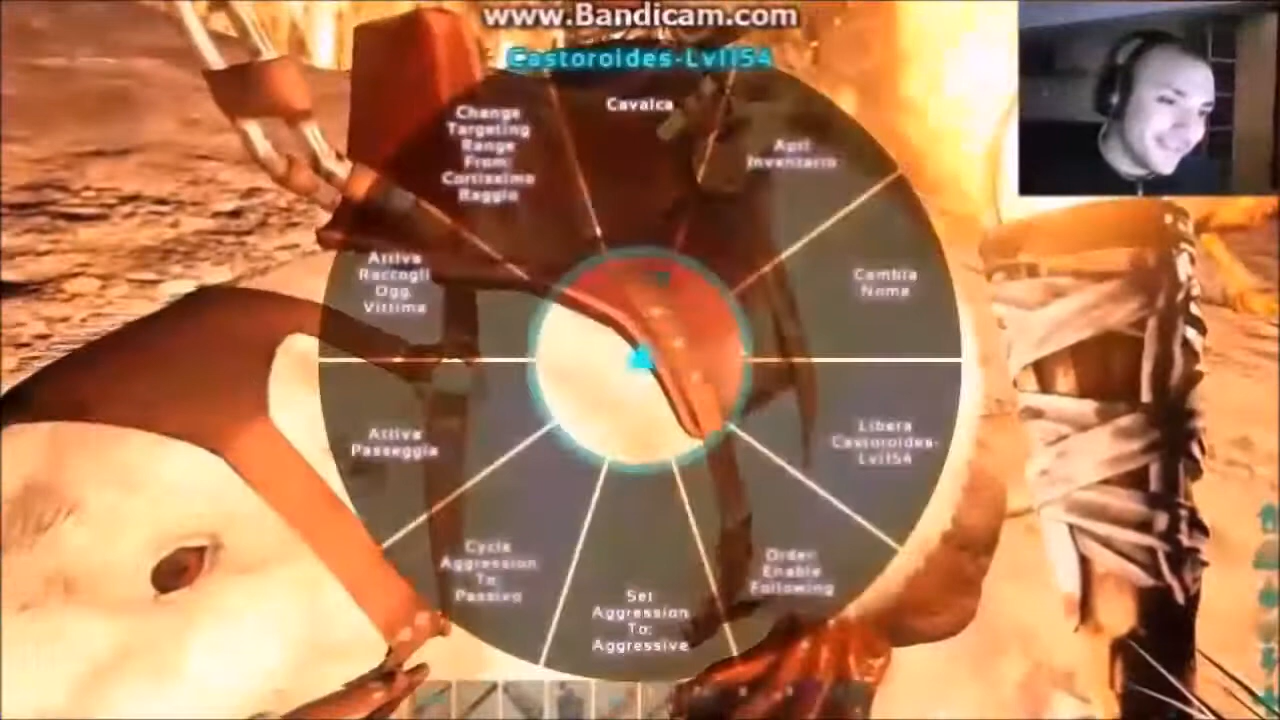 www.Bandicam.com
Castoroides-Lvl154
Cavalca
Change
Targeting
Range
From:
Cortissimo
Raggio
Apri
Inventario
Attiva
Raccogli
Ogg.
Vittima
Cambia
Nome
Attiva
Passeggia
Libera
Castoroides-
Lvl154
Cycle
Aggression
To:
Passivo
Order:
Enable
Following
Set
Aggression
To:
Aggressive